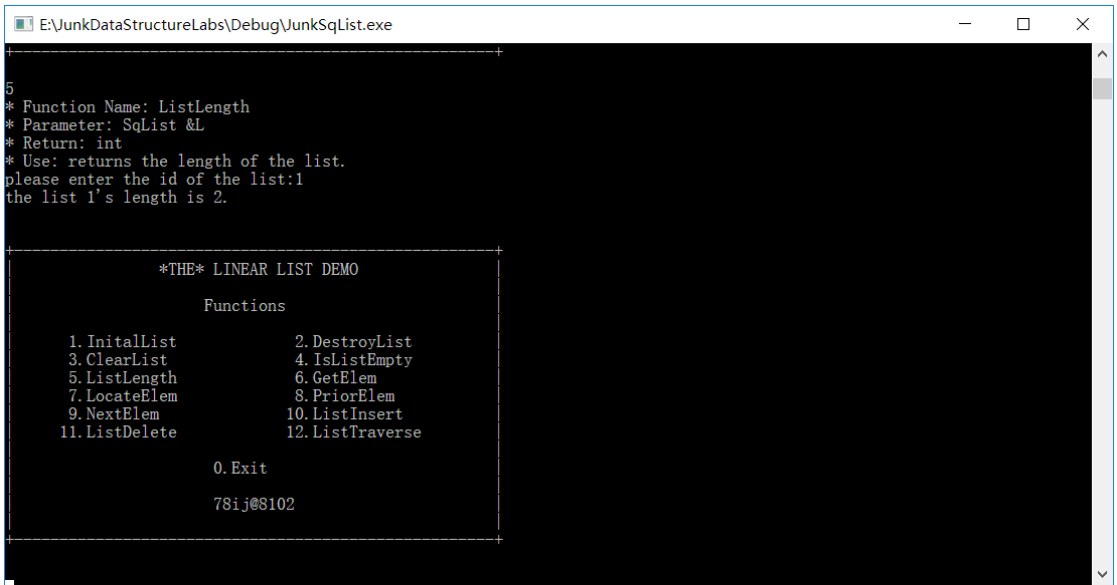 E:\JunkDataStructureLabs\Debug\JunkSqList.exe
+------------------------------------------------------+
5
* Function Name: ListLength
* Parameter: SqList &L
* Return: int
* Use: returns the length of the list.
please enter the id of the list:1
the list 1's length is 2.
+------------------------------------------------------+
| *THE* LINEAR LIST DEMO |
| |
| Functions |
| |
| 1.InitalList 2.DestroyList |
| 3.ClearList 4.IsListEmpty |
| 5.ListLength 6.GetElem |
| 7.LocateElem 8.PriorElem |
| 9.NextElem 10.ListInsert |
| 11.ListDelete 12.ListTraverse |
| |
| 0.Exit |
| |
| 78ij@8102 |
| |
+------------------------------------------------------+